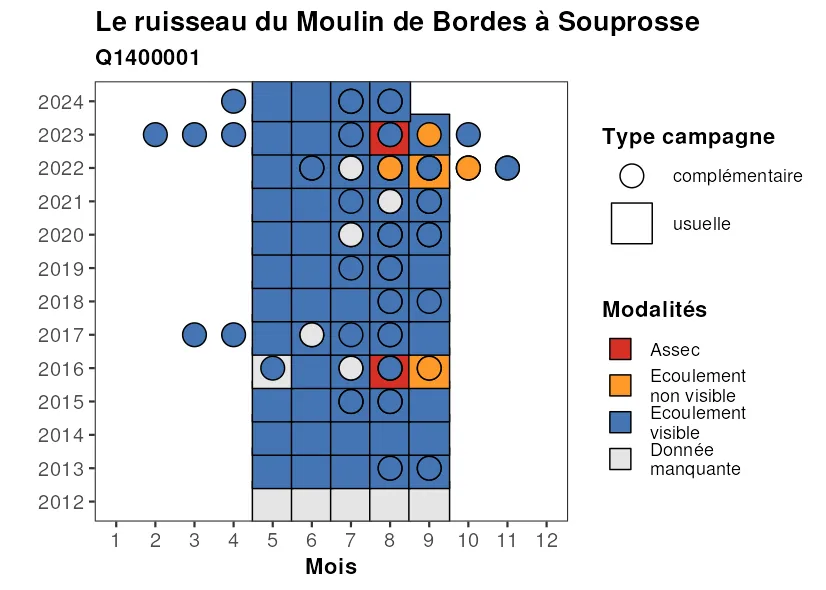 Le ruisseau du Moulin de Bordes à Souprosse
Q1400001
2024
2023
2022
2021
2020
2019
2018
2017
2016
2015
2014
2013
2012
1 2 3 4 5 6 7 8 9 10 11 12
Mois
Type campagne
complémentaire
usuelle
Modalités
Assec
Ecoulement
non visible
Ecoulement
visible
Donnée
manquante